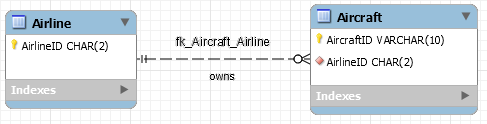 Airline
AirlineID CHAR(2)
Indexes
fk_Aircraft_Airline
owns
Aircraft
AircraftID VARCHAR(10)
AirlineID CHAR(2)
Indexes